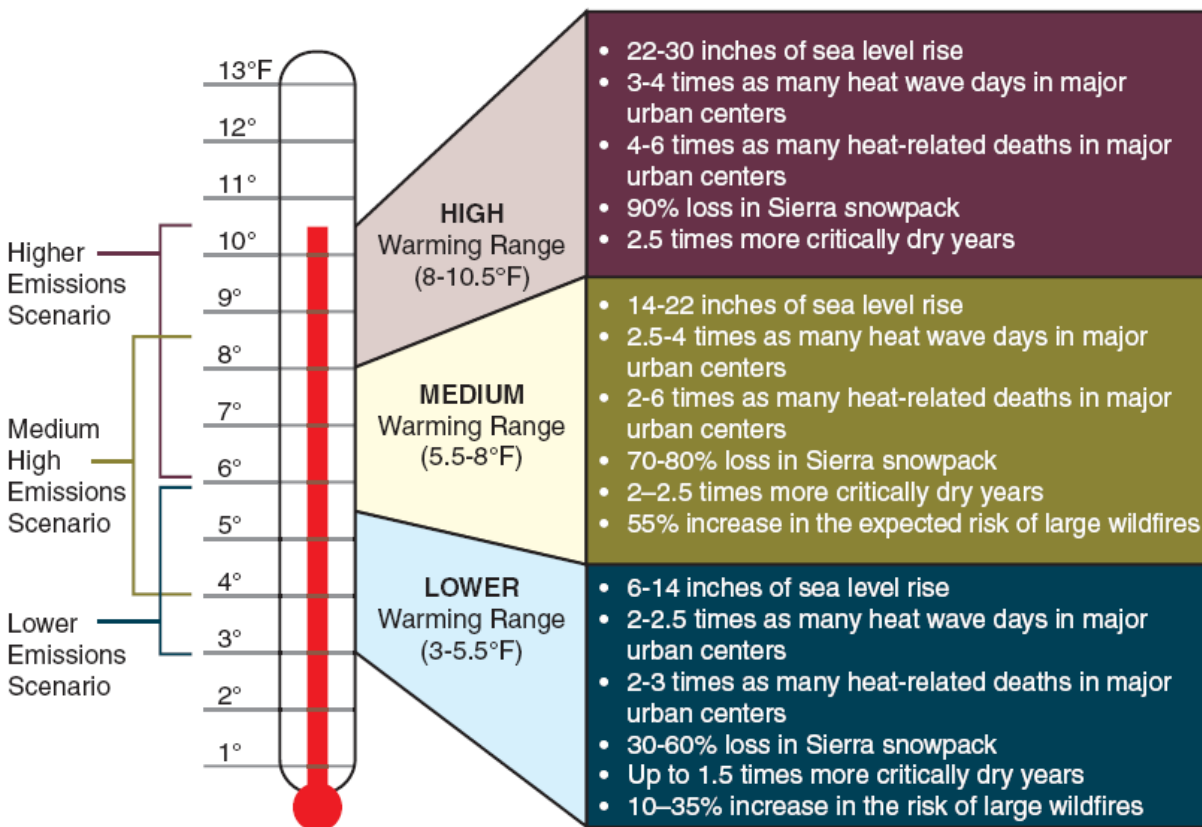 13°F
12°
11°
10°
9°
8°
7°
6°
5°
4°
3°
2°
1°
Higher
Emissions
Scenario
Medium
High
Emissions
Scenario
Lower
Emissions
Scenario
HIGH
Warming Range
(8-10.5°F)
MEDIUM
Warming Range
(5.5-8°F)
LOWER
Warming Range
(3-5.5°F)
• 22-30 inches of sea level rise
• 3-4 times as many heat wave days in major
urban centers
• 4-6 times as many heat-related deaths in major
urban centers
• 90% loss in Sierra snowpack
• 2.5 times more critically dry years
• 14-22 inches of sea level rise
• 2.5-4 times as many heat wave days in major
urban centers
• 2-6 times as many heat-related deaths in major
urban centers
• 70-80% loss in Sierra snowpack
• 2–2.5 times more critically dry years
• 55% increase in the expected risk of large wildfires
• 6-14 inches of sea level rise
• 2-2.5 times as many heat wave days in major
urban centers
• 2-3 times as many heat-related deaths in major
urban centers
• 30-60% loss in Sierra snowpack
• Up to 1.5 times more critically dry years
• 10–35% increase in the risk of large wildfires